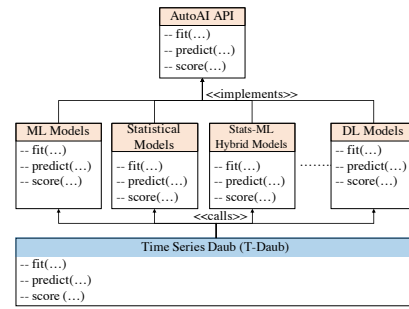 AutoAI API
-- fit(…)
-- predict(…)
-- score(…)
<<implements>>
ML Models
-- fit(…)
-- predict(…)
-- score(…)
Statistical
Models
-- fit(…)
-- predict(…)
-- score(…)
Stats-ML
Hybrid Models
-- fit(…)
-- predict(…)
-- score(…)
........
DL Models
-- fit(…)
-- predict(…)
-- score(…)
<<calls>>
Time Series Daub (T-Daub)
-- fit(…)
-- predict(…)
-- score (…)